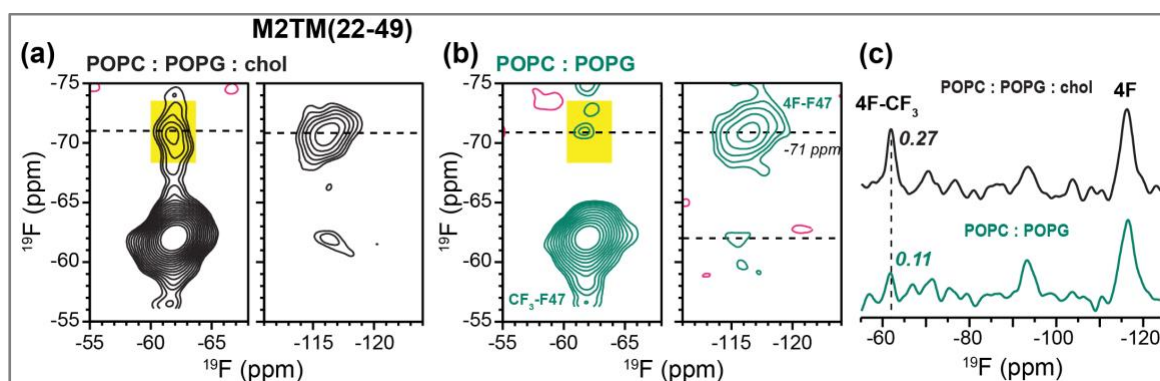 M2TM(22-49)
(a)
POPC : POPG : chol
-75
-70
-65
-60
-55
¹⁹F (ppm)
-55 -60 -65 -115 -120
¹⁹F (ppm)
(b)
POPC : POPG
-75
-70
-65
-60
-55
¹⁹F (ppm)
4F-F47
-71 ppm
CF₃-F47
-55 -60 -65 -115 -120
¹⁹F (ppm)
(c)
POPC : POPG : chol
4F
4F-CF₃
0.27
POPC : POPG
0.11
-60 -80 -100 -120
¹⁹F (ppm)